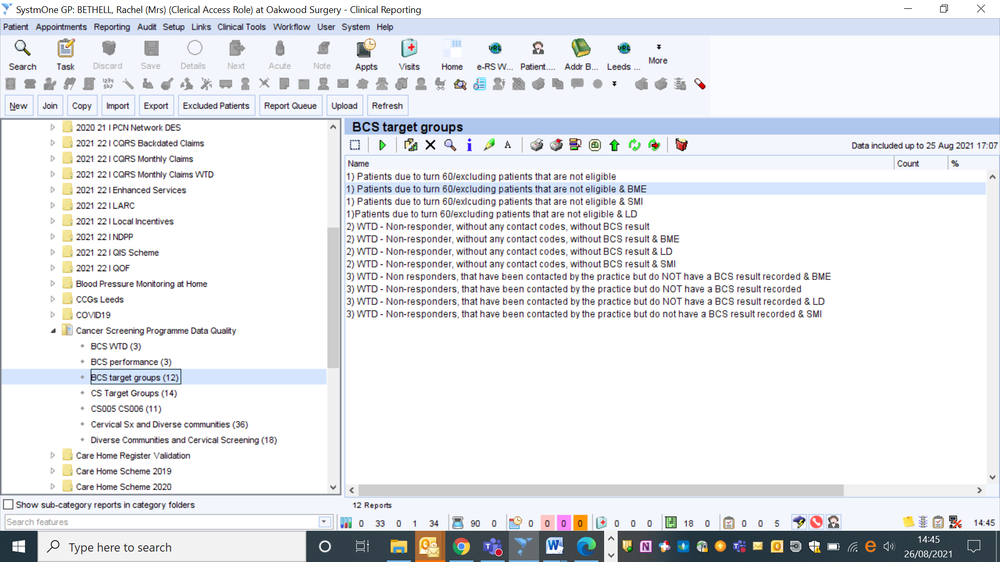 SystmOne GP: BETHELL, Rachel (Mrs) (Clerical Access Role) at Oakwood Surgery - Clinical Reporting
Patient Appointments Reporting Audit Setup Links Clinical Tools Workflow User System Help
Search Task Discard Save Details Next Acute Note Appts Visits Home e-RS W... Patient.... Addr B... Leeds ... More
New Join Copy Import Export Excluded Patients Report Queue Upload Refresh
2020 21 I PCN Network DES
2021 22 I CQRS Backdated Claims
2021 22 I CQRS Monthly Claims
2021 22 I CQRS Monthly Claims WTD
2021 22 I Enhanced Services
2021 22 I LARC
2021 22 I Local Incentives
2021 22 I NDPP
2021 22 I QIS Scheme
2021 22 I QOF
Blood Pressure Monitoring at Home
CCGs Leeds
COVID19
Cancer Screening Programme Data Quality
BCS WTD (3)
BCS performance (3)
BCS target groups (12)
CS Target Groups (14)
CS005 CS006 (11)
Cervical Sx and Diverse communities (36)
Diverse Communities and Cervical Screening (18)
Care Home Register Validation
Care Home Scheme 2019
Care Home Scheme 2020
Show sub-category reports in category folders
BCS target groups
Data included up to 25 Aug 2021 17:07
Name Count %
1) Patients due to turn 60/excluding patients that are not eligible
1) Patients due to turn 60/excluding patients that are not eligible & BME
1) Patients due to turn 60/exlcuding patients that are not eligible & SMI
1)Patients due to turn 60/excluding patients that are not eligible & LD
2) WTD - Non-responder, without any contact codes, without BCS result
2) WTD - Non-responder, without any contact codes, without BCS result & BME
2) WTD - Non-responder, without any contact codes, without BCS result & LD
2) WTD - Non-responder, without any contact codes, without BCS result & SMI
3) WTD - Non responders, that have been contacted by the practice but do NOT have a BCS result recorded & BME
3) WTD - Non-responders, that have been contacted by the practice but do NOT have a BCS result recorded
3) WTD - Non-responders, that have been contacted by the practice but do NOT have a BCS result recorded & LD
3) WTD - Non-responders, that have been contacted by the practice but do not have a BCS result recorded & SMI
12 Reports
Search features
0 33 0 1 34 90 0 0 0 0 0 0 0 0 18 0 0 0 5 14:45
Type here to search
14:45
26/08/2021